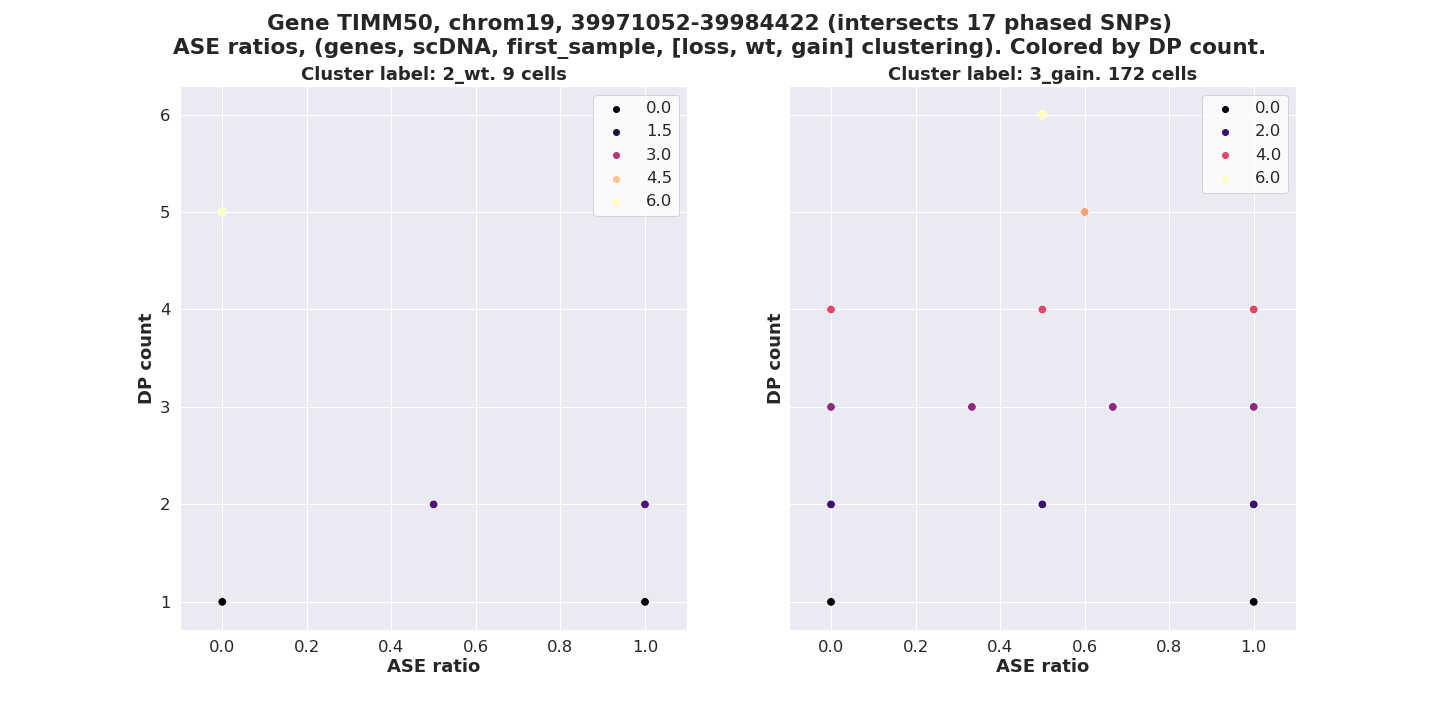 Gene TIMM50, chrom19, 39971052-39984422 (intersects 17 phased SNPs)
ASE ratios, (genes, scDNA, first_sample, [loss, wt, gain] clustering). Colored by DP count.
Cluster label: 2_wt. 9 cells
0.0
1.5
3.0
4.5
6.0
6
5
4
3
2
1
DP count
0.0 0.2 0.4 0.6 0.8 1.0
ASE ratio
Cluster label: 3_gain. 172 cells
0.0
2.0
4.0
6.0
DP count
0.0 0.2 0.4 0.6 0.8 1.0
ASE ratio